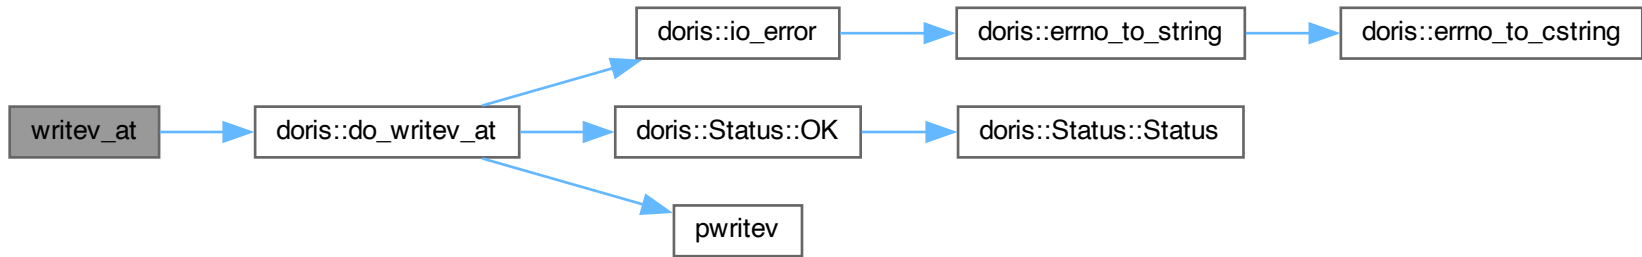 doris::io_error
doris::errno_to_string
doris::errno_to_cstring
writev_at
doris::do_writev_at
doris::Status::OK
doris::Status::Status
pwritev